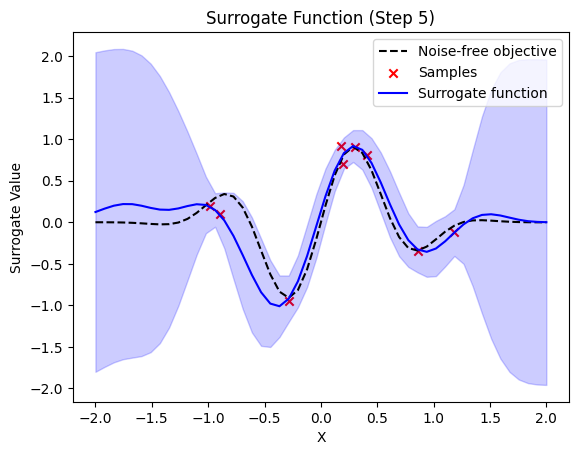 Surrogate Function (Step 5)
Noise-free objective
Samples
Surrogate function
Surrogate Value
2.0
1.5
1.0
0.5
0.0
−0.5
−1.0
−1.5
−2.0
−2.0 −1.5 −1.0 −0.5 0.0 0.5 1.0 1.5 2.0
X